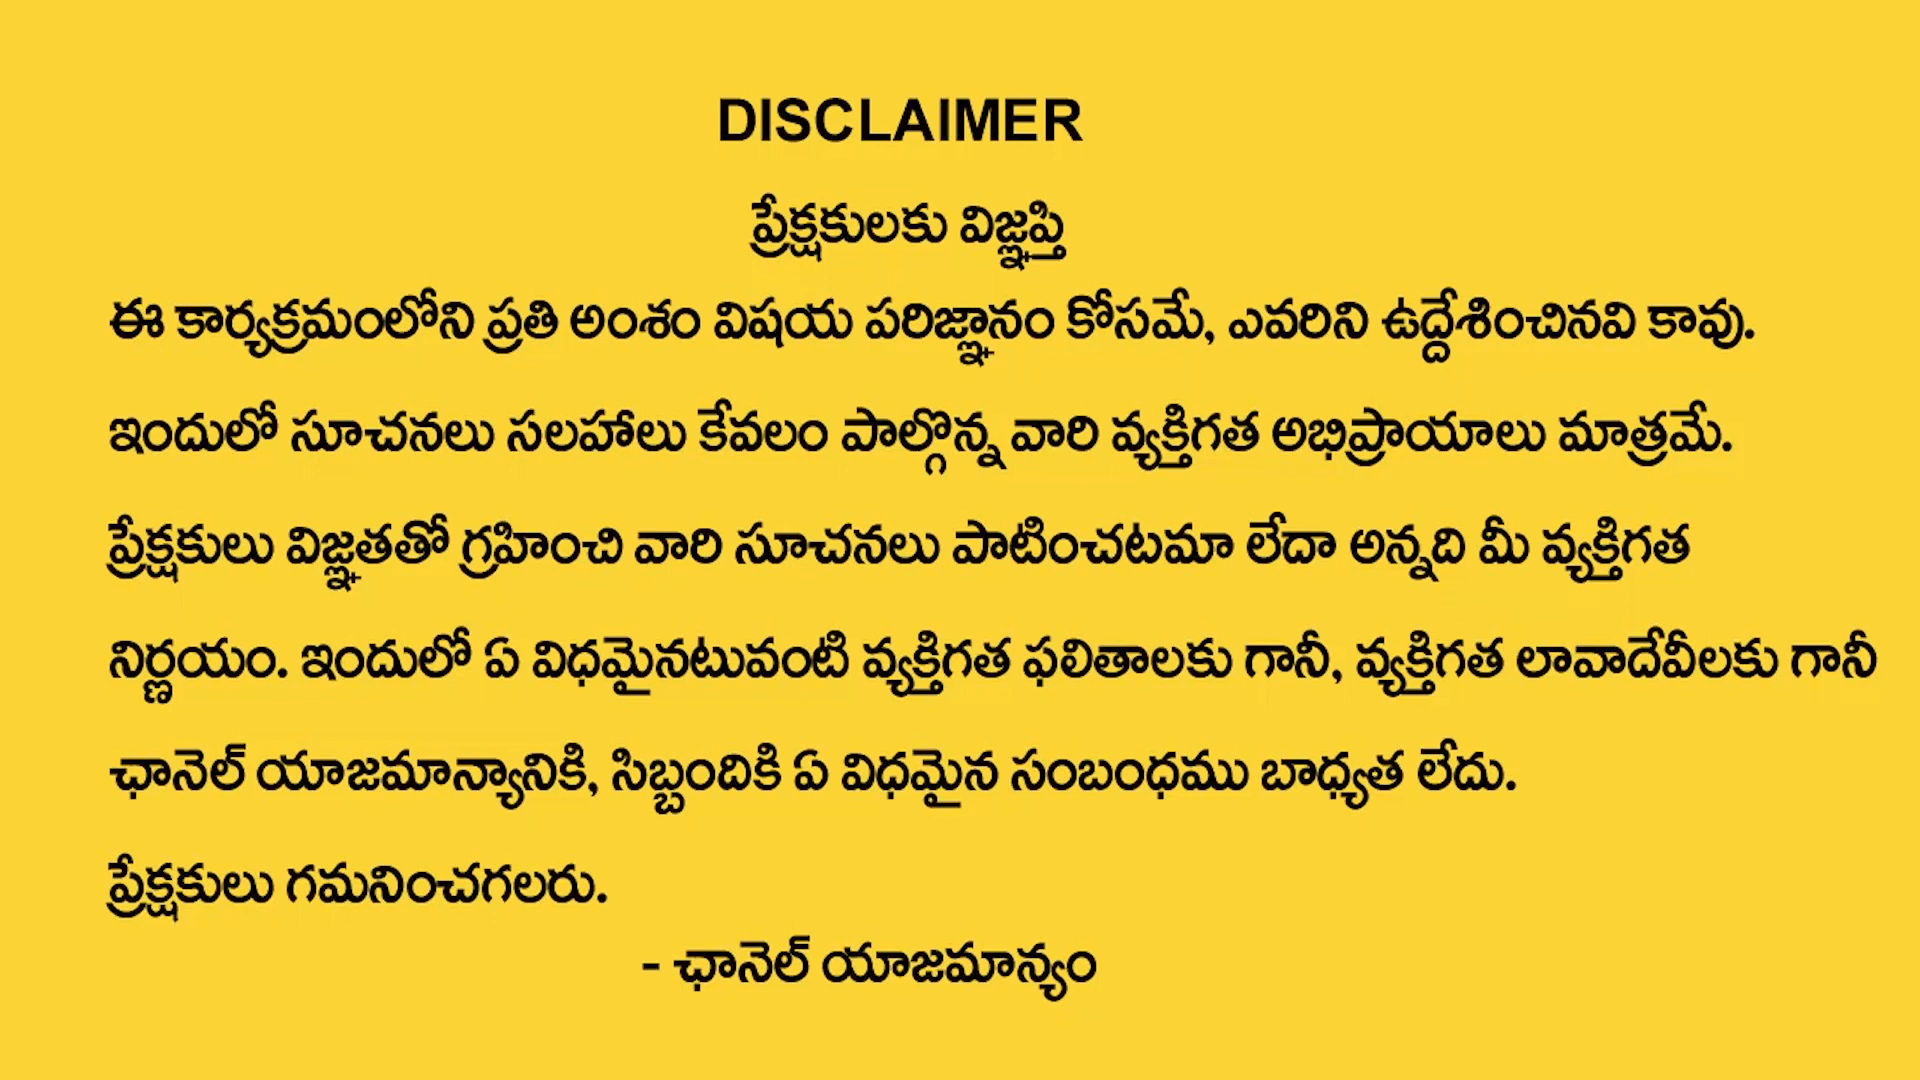 DISCLAIMER
ప్రేక్షకులకు విజ్ఞప్తి
ఈ కార్యక్రమంలోని ప్రతి అంశం విషయ పరిజ్ఞానం కోసమే, ఎవరిని ఉద్దేశించినవి కావు.
ఇందులో సూచనలు సలహాలు కేవలం పాల్గొన్న వారి వ్యక్తిగత అభిప్రాయాలు మాత్రమే.
ప్రేక్షకులు విజ్ఞతతో గ్రహించి వారి సూచనలు పాటించటమా లేదా అన్నది మీ వ్యక్తిగత
నిర్ణయం. ఇందులో ఏ విధమైనటువంటి వ్యక్తిగత ఫలితాలకు గానీ, వ్యక్తిగత లావాదేవీలకు గానీ
ఛానెల్ యాజమాన్యానికి, సిబ్బందికి ఏ విధమైన సంబంధము బాధ్యత లేదు.
ప్రేక్షకులు గమనించగలరు.
- ఛానెల్ యాజమాన్యం